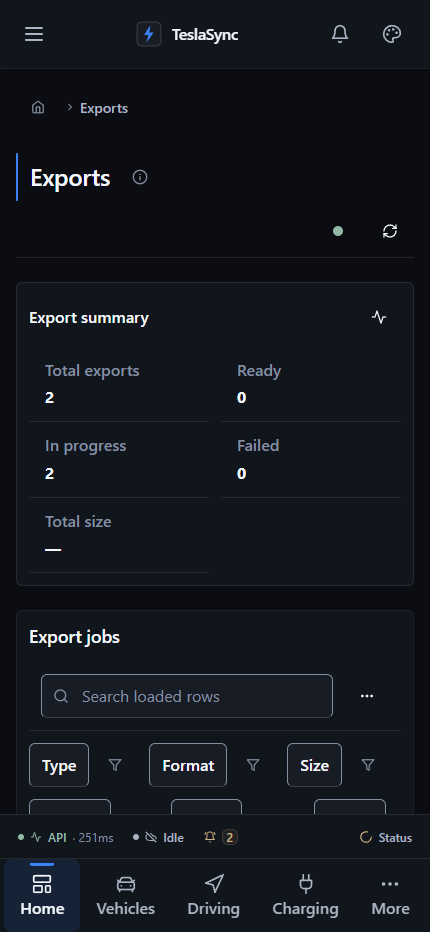 TeslaSync
Exports
Exports
Export summary
Total exports
2
Ready
0
In progress
2
Failed
0
Total size
—
Export jobs
Search loaded rows
Type
Format
Size
API · 251ms
Idle
2
Status
Home
Vehicles
Driving
Charging
More